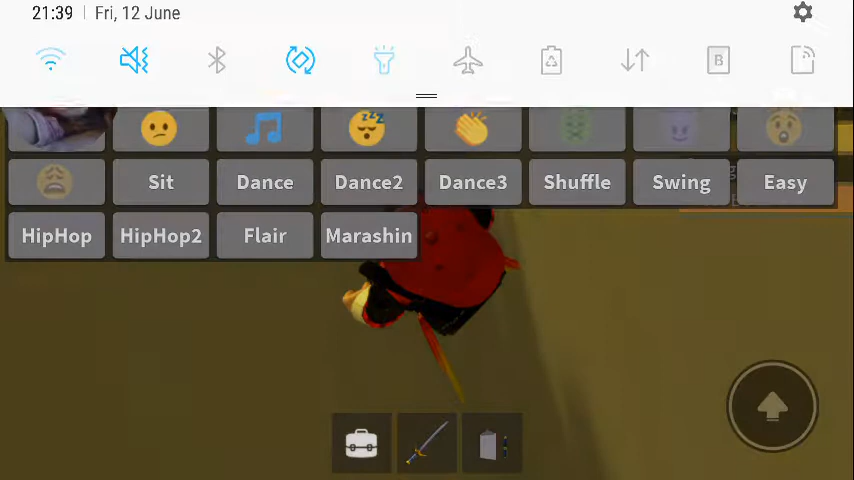 21:39 | Fri, 12 June
B
Sit
Dance
Dance2
Dance3
Shuffle
Swing
Easy
HipHop
HipHop2
Flair
Marashin